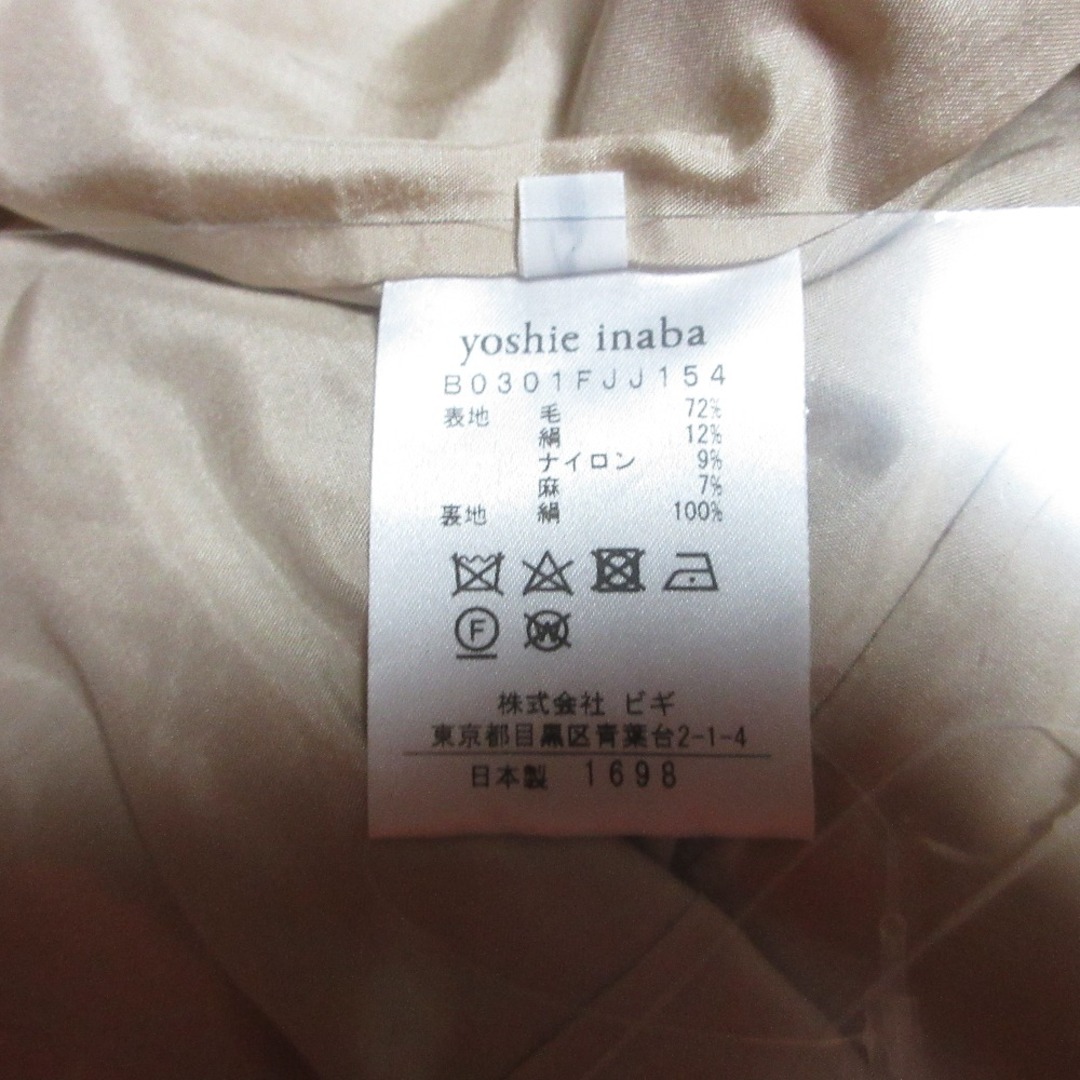 yoshie inaba
B0301FJJ154
表地 毛 72%
絹 12%
ナイロン 9%
麻 7%
裏地 絹 100%
F W
株式会社 ビギ
東京都目黒区青葉台2-1-4
日本製 1698